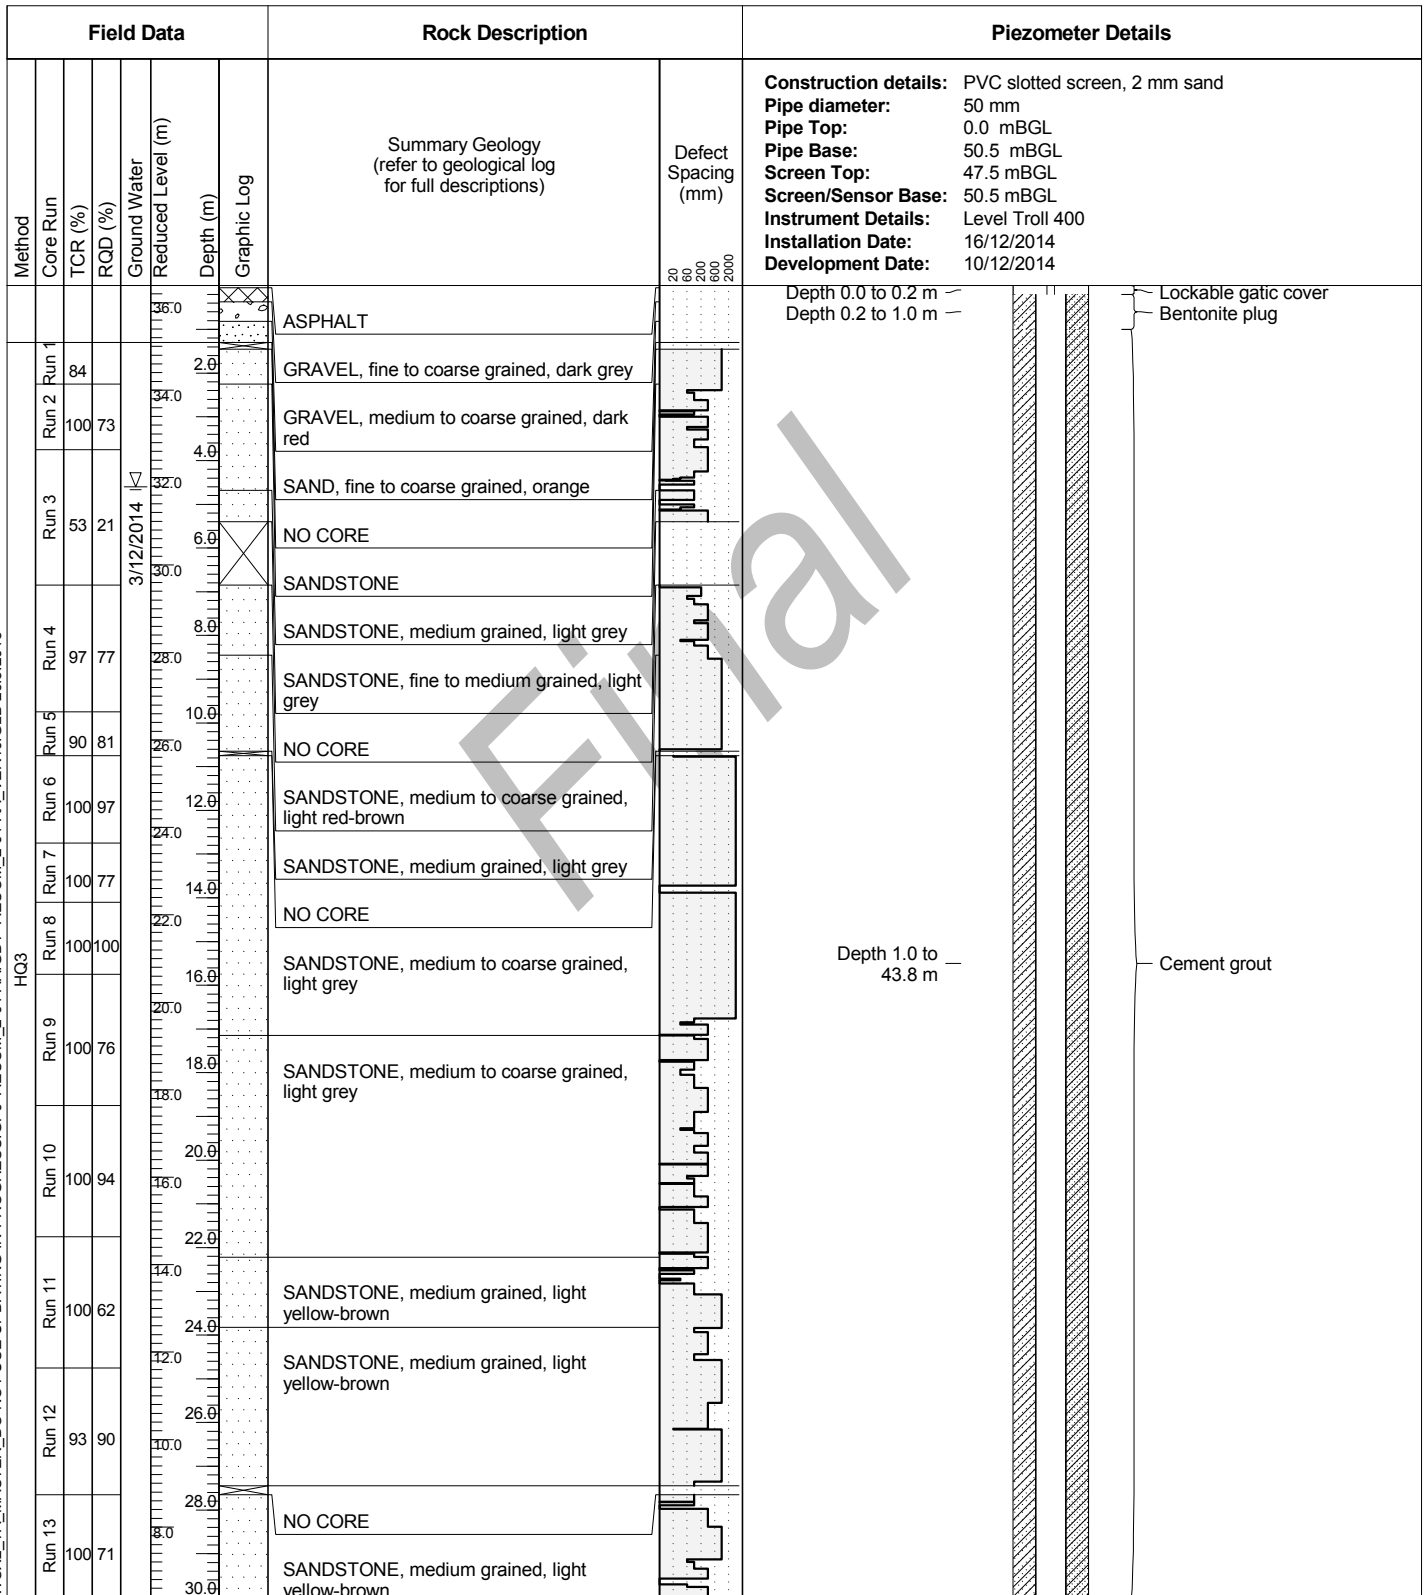 Field Data
Rock Description
Piezometer Details
Method
Core Run
TCR (%)
RQD (%)
Ground Water
Reduced Level (m)
Depth (m)
Graphic Log
Summary Geology
(refer to geological log
for full descriptions)
Defect
Spacing
(mm)
20
60
200
600
2000
Construction details: PVC slotted screen, 2 mm sand
Pipe diameter: 50 mm
Pipe Top: 0.0 mBGL
Pipe Base: 50.5 mBGL
Screen Top: 47.5 mBGL
Screen/Sensor Base: 50.5 mBGL
Instrument Details: Level Troll 400
Installation Date: 16/12/2014
Development Date: 10/12/2014
HQ3
Run 1 84
Run 2 100 73
Run 3 53 21
Run 4 97 77
Run 5 90 81
Run 6 100 97
Run 7 100 77
Run 8 100 100
Run 9 100 76
Run 10 100 94
Run 11 100 62
Run 12 93 90
Run 13 100 71
3/12/2014
36.0
34.0
32.0
30.0
28.0
26.0
24.0
22.0
20.0
18.0
16.0
14.0
12.0
10.0
8.0
2.0
4.0
6.0
8.0
10.0
12.0
14.0
16.0
18.0
20.0
22.0
24.0
26.0
28.0
30.0
ASPHALT
GRAVEL, fine to coarse grained, dark grey
GRAVEL, medium to coarse grained, dark
red
SAND, fine to coarse grained, orange
NO CORE
SANDSTONE
SANDSTONE, medium grained, light grey
SANDSTONE, fine to medium grained, light
grey
NO CORE
SANDSTONE, medium to coarse grained,
light red-brown
SANDSTONE, medium grained, light grey
NO CORE
SANDSTONE, medium to coarse grained,
light grey
SANDSTONE, medium to coarse grained,
light grey
SANDSTONE, medium grained, light
yellow-brown
SANDSTONE, medium grained, light
yellow-brown
NO CORE
SANDSTONE, medium grained, light
yellow-brown
Depth 0.0 to 0.2 m
Lockable gatic cover
Depth 0.2 to 1.0 m
Bentonite plug
Depth 1.0 to
43.8 m
Cement grout
Final